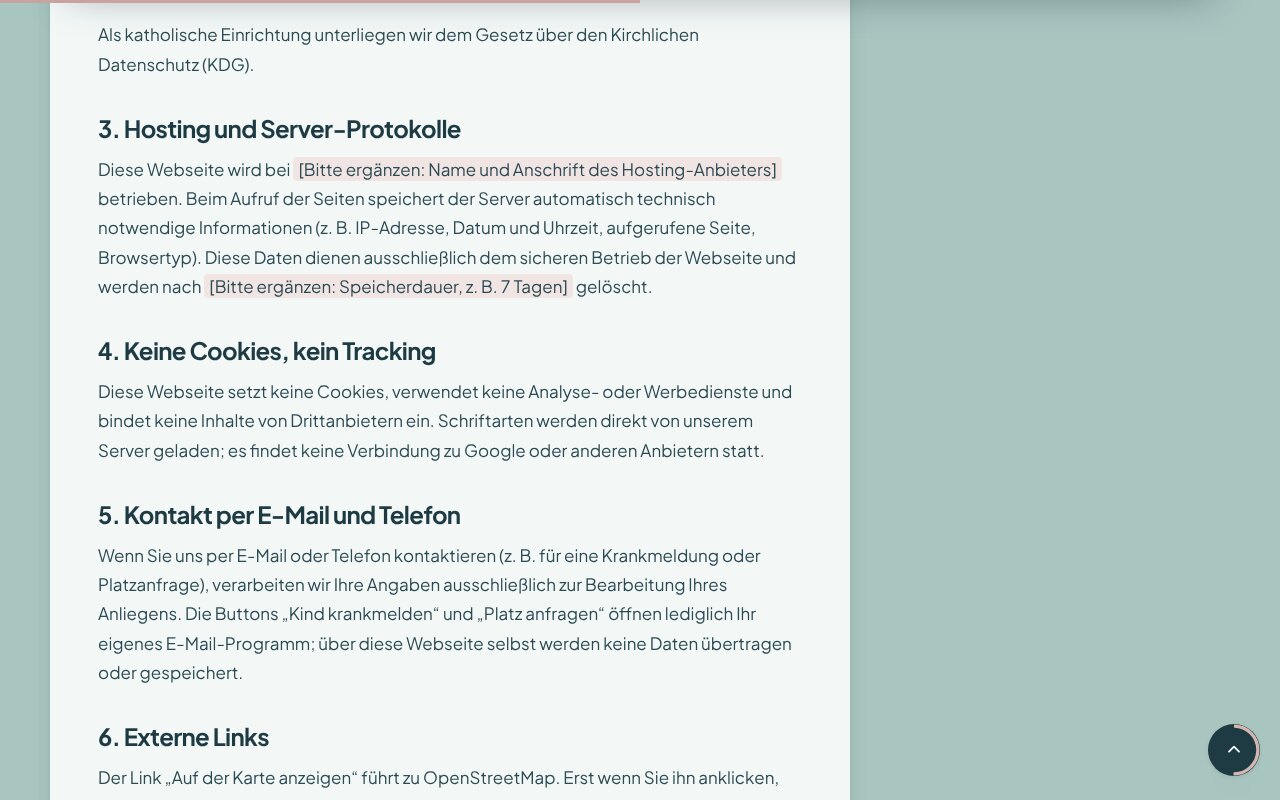 Als katholische Einrichtung unterliegen wir dem Gesetz über den Kirchlichen
Datenschutz (KDG).
3. Hosting und Server-Protokolle
Diese Webseite wird bei [Bitte ergänzen: Name und Anschrift des Hosting-Anbieters]
betrieben. Beim Aufruf der Seiten speichert der Server automatisch technisch
notwendige Informationen (z. B. IP-Adresse, Datum und Uhrzeit, aufgerufene Seite,
Browsertyp). Diese Daten dienen ausschließlich dem sicheren Betrieb der Webseite und
werden nach [Bitte ergänzen: Speicherdauer, z. B. 7 Tagen] gelöscht.
4. Keine Cookies, kein Tracking
Diese Webseite setzt keine Cookies, verwendet keine Analyse- oder Werbedienste und
bindet keine Inhalte von Drittanbietern ein. Schriftarten werden direkt von unserem
Server geladen; es findet keine Verbindung zu Google oder anderen Anbietern statt.
5. Kontakt per E-Mail und Telefon
Wenn Sie uns per E-Mail oder Telefon kontaktieren (z. B. für eine Krankmeldung oder
Platzanfrage), verarbeiten wir Ihre Angaben ausschließlich zur Bearbeitung Ihres
Anliegens. Die Buttons „Kind krankmelden“ und „Platz anfragen“ öffnen lediglich Ihr
eigenes E-Mail-Programm; über diese Webseite selbst werden keine Daten übertragen
oder gespeichert.
6. Externe Links
Der Link „Auf der Karte anzeigen“ führt zu OpenStreetMap. Erst wenn Sie ihn anklicken,